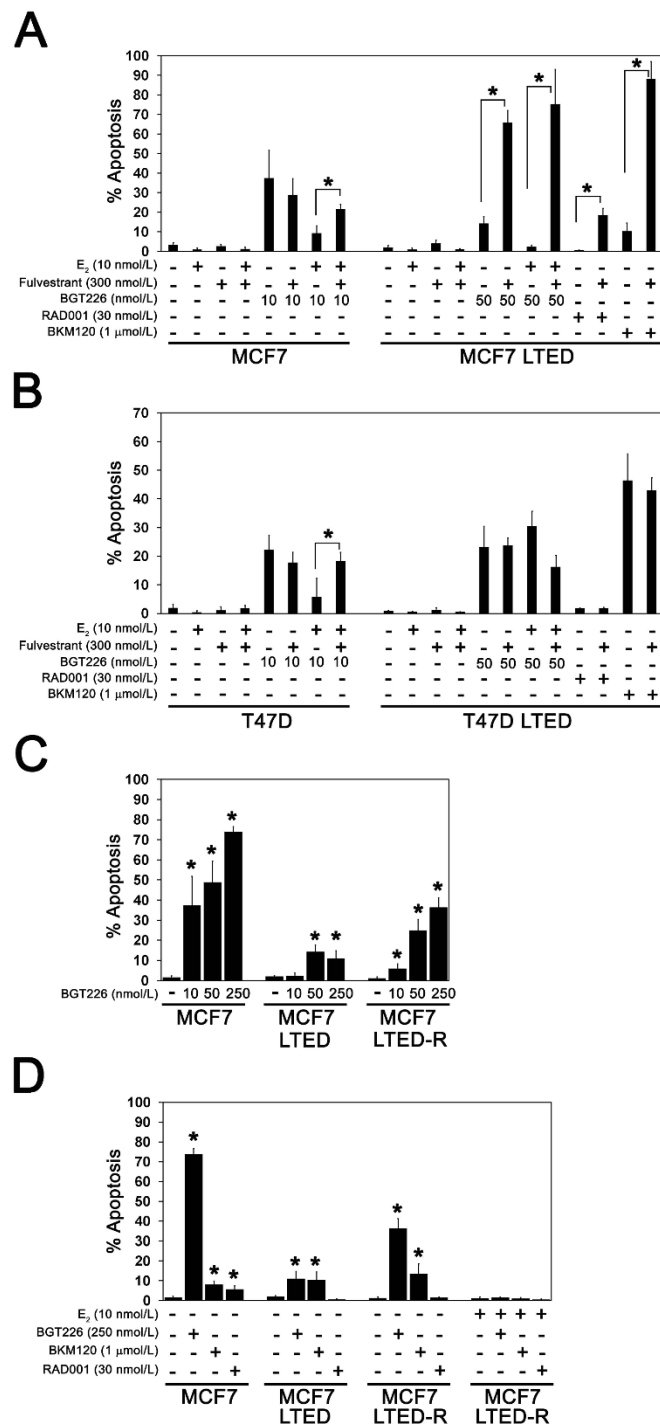 A
% Apoptosis
100
90
80
70
60
50
40
30
20
10
0
* * * * *
E₂ (10 nmol/L) - + - + - + - + - + - + - + - + - - - -
Fulvestrant (300 nmol/L) - - + + - + - + - - + + - + - + - + - +
BGT226 (nmol/L) - - - - 10 10 10 10 - - - - 50 50 50 50 - - - -
RAD001 (30 nmol/L) - - - - - - - - - - - - - - - - + + - -
BKM120 (1 µmol/L) - - - - - - - - - - - - - - - - - - + +
MCF7 MCF7 LTED
B
% Apoptosis
70
60
50
40
30
20
10
0
*
E₂ (10 nmol/L) - + - + - - + + - + - + - - + + - - - -
Fulvestrant (300 nmol/L) - - + + - + - + - - + + - + - + - + - +
BGT226 (nmol/L) - - - - 10 10 10 10 - - - - 50 50 50 50 - - - -
RAD001 (30 nmol/L) - - - - - - - - - - - - - - - - + + - -
BKM120 (1 µmol/L) - - - - - - - - - - - - - - - - - - + +
T47D T47D LTED
C
% Apoptosis
100
90
80
70
60
50
40
30
20
10
0
* * * * * * * *
BGT226 (nmol/L) - 10 50 250 - 10 50 250 - 10 50 250
MCF7 MCF7 LTED MCF7 LTED-R
D
% Apoptosis
100
90
80
70
60
50
40
30
20
10
0
* * * * * * *
E₂ (10 nmol/L) - - - - - - - - - - - - + + + +
BGT226 (250 nmol/L) - + - - - + - - - + - - - + - -
BKM120 (1 µmol/L) - - + - - - + - - - + - - - + -
RAD001 (30 nmol/L) - - - + - - - + - - - + - - - +
MCF7 MCF7 LTED MCF7 LTED-R MCF7 LTED-R